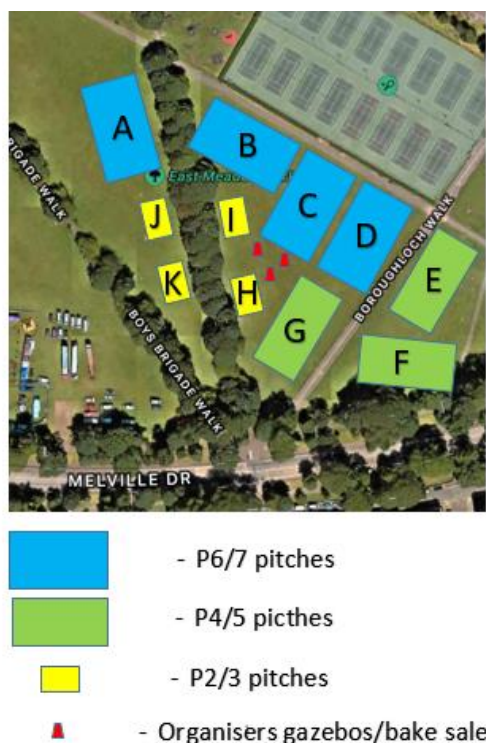 A
B
East Mea
C
D
J
I
K
H
E
G
F
BRIGADE WALK
BOROUGHLOCH WALK
BOYS BRIGADE WALK
MELVILLE DR
- P6/7 pitches
- P4/5 picthes
- P2/3 pitches
- Organisers gazebos/bake sale